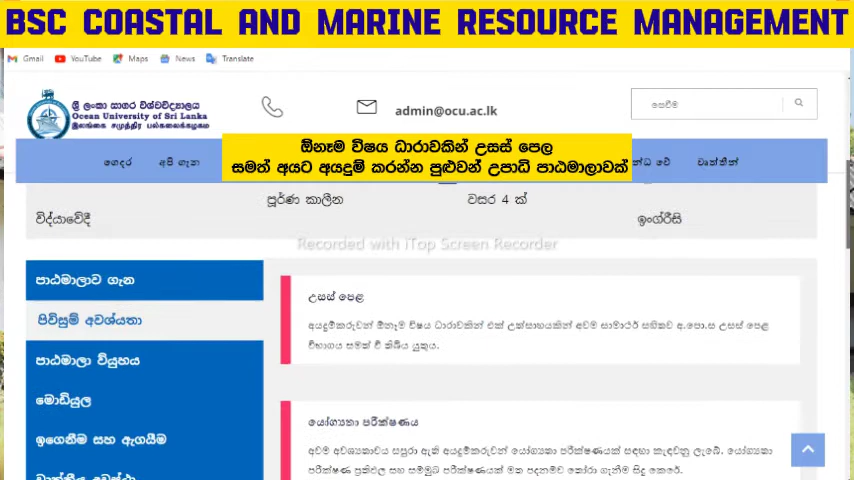 BSC COASTAL AND MARINE RESOURCE MANAGEMENT
Gmail YouTube Maps News Translate
ශ්‍රී ලංකා සාගර විශ්වවිද්‍යාලය
Ocean University of Sri Lanka
இலங்கை சமுத்திர பல்கலைக்கழகம்
admin@ocu.ac.lk
සෙවීම
ඕනෑම විෂය ධාරාවකින් උසස් පෙල
සමත් අයට අයදුම් කරන්න පුළුවන් උපාධි පාඨමාලාවක්
ගෙදර අපි ගැන වෘත්තීන්
පූර්ණ කාලීන වසර 4 ක්
විද්යාවේදී ඉංග්රීසි
Recorded with iTop Screen Recorder
පාඨමාලාව ගැන
පිවිසුම් අවශ්යතා
පාඨමාලා ව්යුහය
මොඩියුල
ඉගෙනීම සහ ඇගයීම
උසස් පෙළ
අයදුම්කරුවන් ඕනෑම විෂය ධාරාවකින් එක් උත්සාහයකින් අවම සාමාර්ථ සහිතව අ.පො.ස උසස් පෙළ
විභාගය සමත් වී තිබිය යුතුය.
යෝග්‍යතා පරීක්ෂණය
අවම අවශ්‍යතාවය සපුරා ඇති අයදුම්කරුවන් යෝග්‍යතා පරීක්ෂණයක් සඳහා කැඳවනු ලැබේ. යෝග්‍යතා
පරීක්ෂණ ප්‍රතිඵල සහ සම්මුඛ පරීක්ෂණයක් මත පදනම්ව තෝරා ගැනීම සිදු කෙරේ.